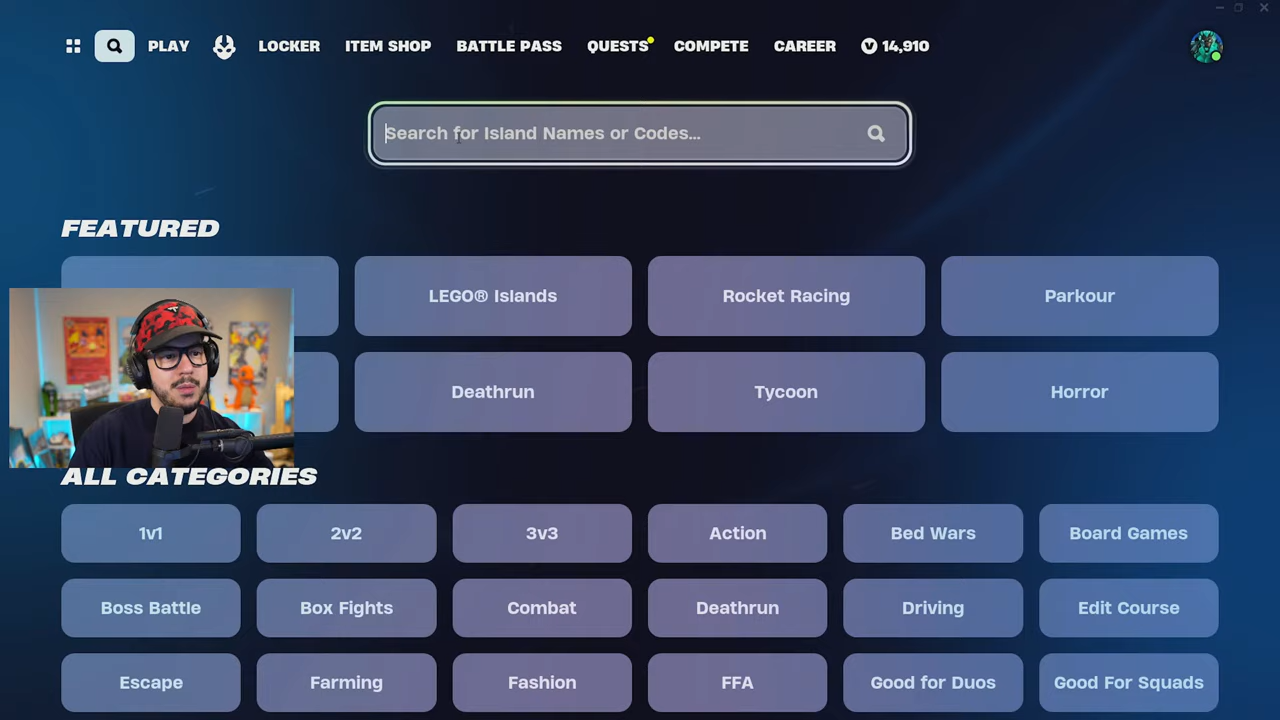 PLAY LOCKER ITEM SHOP BATTLE PASS QUESTS COMPETE CAREER V 14,910
Search for Island Names or Codes...
FEATURED
LEGO® Islands Rocket Racing Parkour
Deathrun Tycoon Horror
ALL CATEGORIES
1v1 2v2 3v3 Action Bed Wars Board Games
Boss Battle Box Fights Combat Deathrun Driving Edit Course
Escape Farming Fashion FFA Good for Duos Good For Squads